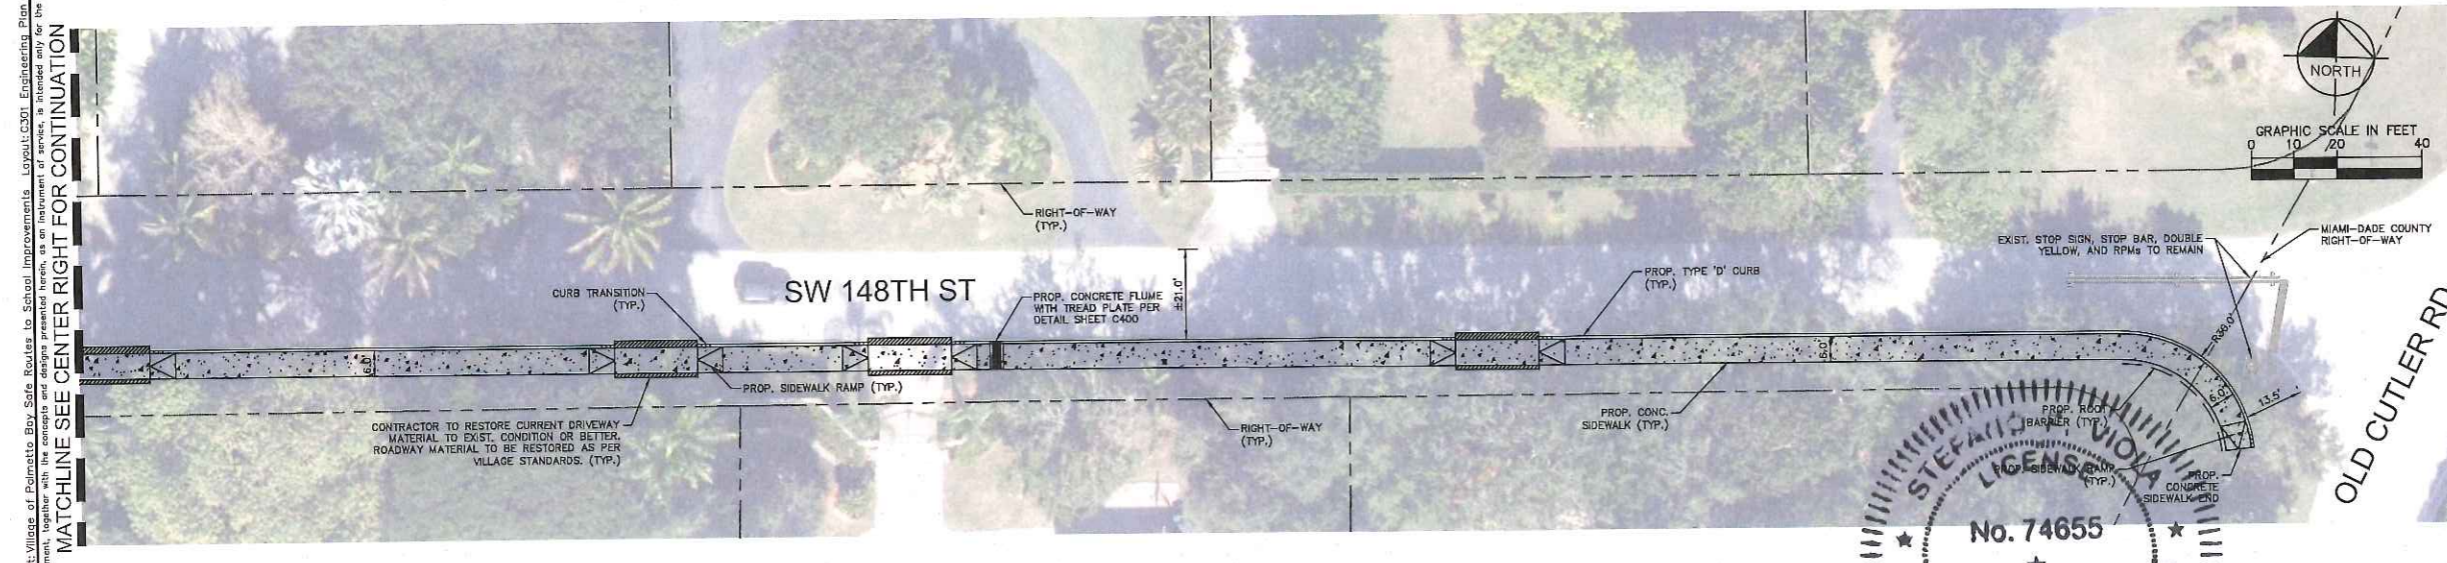 t: Village of Palmetto Bay Safe Routes to School Improvements Layout: C301 Engineering Plan
ment, together with the concepts and designs presented herein, as an instrument of service, is intended only for the
MATCHLINE SEE CENTER RIGHT FOR CONTINUATION
NORTH
GRAPHIC SCALE IN FEET
0 10 20 40
RIGHT-OF-WAY
(TYP.)
MIAMI-DADE COUNTY
RIGHT-OF-WAY
EXIST. STOP SIGN, STOP BAR, DOUBLE
YELLOW, AND RPMs TO REMAIN
CURB TRANSITION
(TYP.)
SW 148TH ST
PROP. CONCRETE FLUME
WITH TREAD PLATE PER
DETAIL SHEET C400
±21.0'
PROP. TYPE 'D' CURB
(TYP.)
R36.0'
6.0'
6.0'
6.0'
13.5'
OLD CUTLER RD
PROP. SIDEWALK RAMP (TYP.)
CONTRACTOR TO RESTORE CURRENT DRIVEWAY
MATERIAL TO EXIST. CONDITION OR BETTER.
ROADWAY MATERIAL TO BE RESTORED AS PER
VILLAGE STANDARDS. (TYP.)
RIGHT-OF-WAY
(TYP.)
PROP. CONC.
SIDEWALK (TYP.)
PROP. ROOT
BARRIER (TYP.)
PROP. SIDEWALK RAMP
(TYP.)
PROP.
CONCRETE
SIDEWALK END
VIOLA
No. 74655